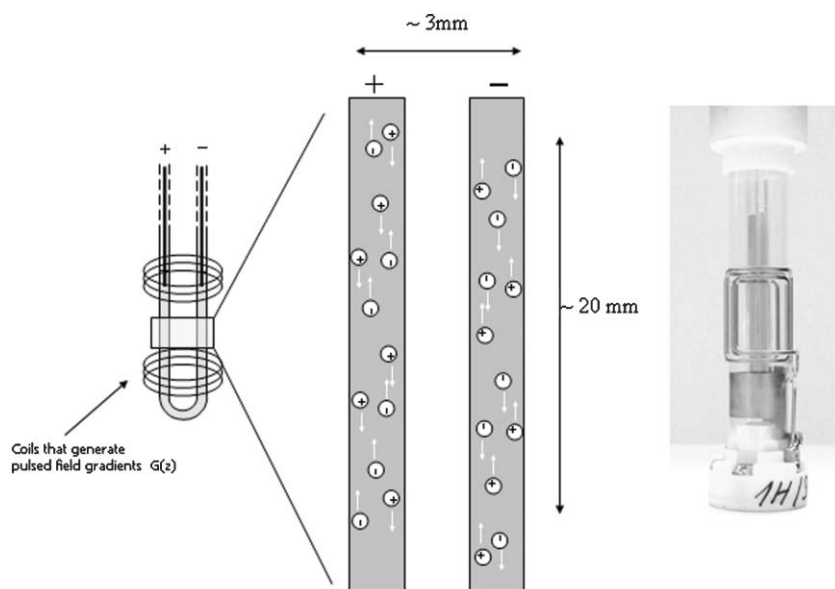 ~ 3mm
+ −
+ −
~ 20 mm
Coils that generate
pulsed field gradients G(z)
1H/